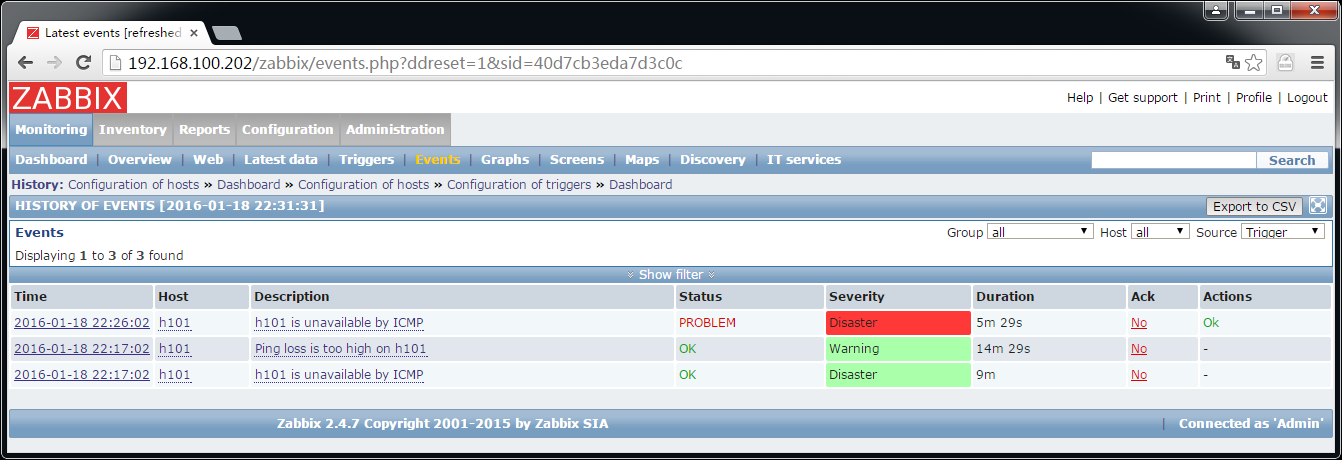 Latest events [refreshed
192.168.100.202/zabbix/events.php?ddreset=1&sid=40d7cb3eda7d3c0c
ZABBIX
Help | Get support | Print | Profile | Logout
Monitoring Inventory Reports Configuration Administration
Dashboard | Overview | Web | Latest data | Triggers | Events | Graphs | Screens | Maps | Discovery | IT services Search
History: Configuration of hosts » Dashboard » Configuration of hosts » Configuration of triggers » Dashboard
HISTORY OF EVENTS [2016-01-18 22:31:31] Export to CSV
Events Group all Host all Source Trigger
Displaying 1 to 3 of 3 found
Show filter
Time Host Description Status Severity Duration Ack Actions
2016-01-18 22:26:02 h101 h101 is unavailable by ICMP PROBLEM Disaster 5m 29s No Ok
2016-01-18 22:17:02 h101 Ping loss is too high on h101 OK Warning 14m 29s No -
2016-01-18 22:17:02 h101 h101 is unavailable by ICMP OK Disaster 9m No -
Zabbix 2.4.7 Copyright 2001-2015 by Zabbix SIA | Connected as 'Admin'